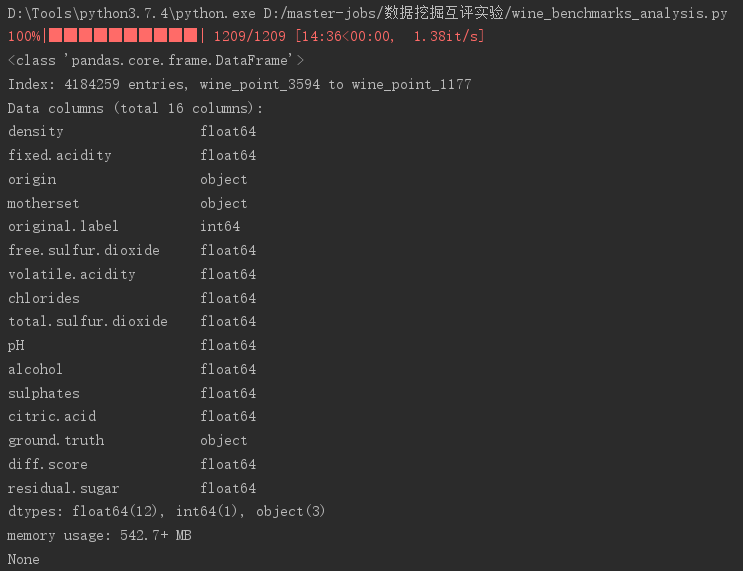 D:\Tools\python3.7.4\python.exe D:/master-jobs/数据挖掘互评实验/wine_benchmarks_analysis.py
100%|██████████| 1209/1209 [14:36<00:00,  1.38it/s]
<class 'pandas.core.frame.DataFrame'>
Index: 4184259 entries, wine_point_3594 to wine_point_1177
Data columns (total 16 columns):
density                 float64
fixed.acidity           float64
origin                  object
motherset               object
original.label          int64
free.sulfur.dioxide     float64
volatile.acidity        float64
chlorides               float64
total.sulfur.dioxide    float64
pH                      float64
alcohol                 float64
sulphates               float64
citric.acid             float64
ground.truth            object
diff.score              float64
residual.sugar          float64
dtypes: float64(12), int64(1), object(3)
memory usage: 542.7+ MB
None